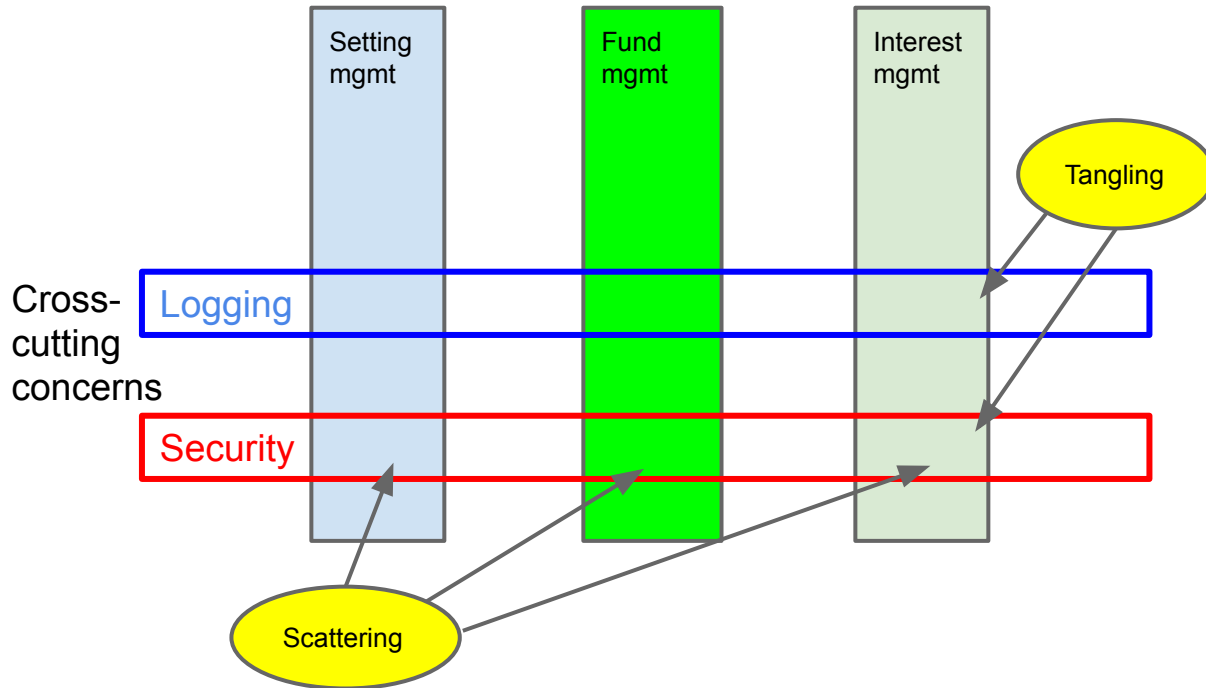 Setting
mgmt
Fund
mgmt
Interest
mgmt
Tangling
Cross-
cutting
concerns
Logging
Security
Scattering